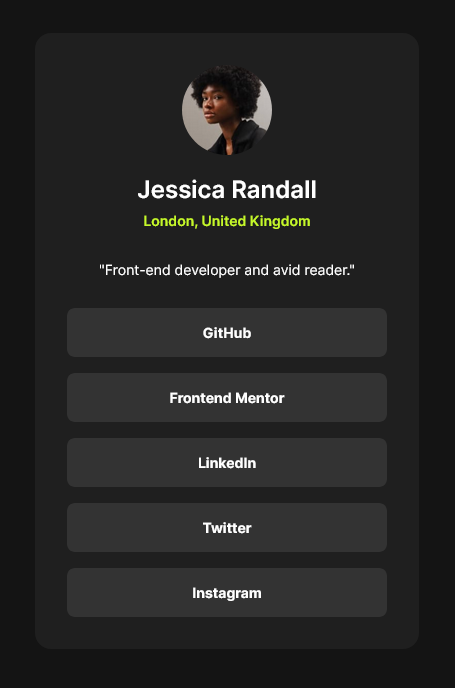 Jessica Randall
London, United Kingdom
"Front-end developer and avid reader."
GitHub
Frontend Mentor
LinkedIn
Twitter
Instagram